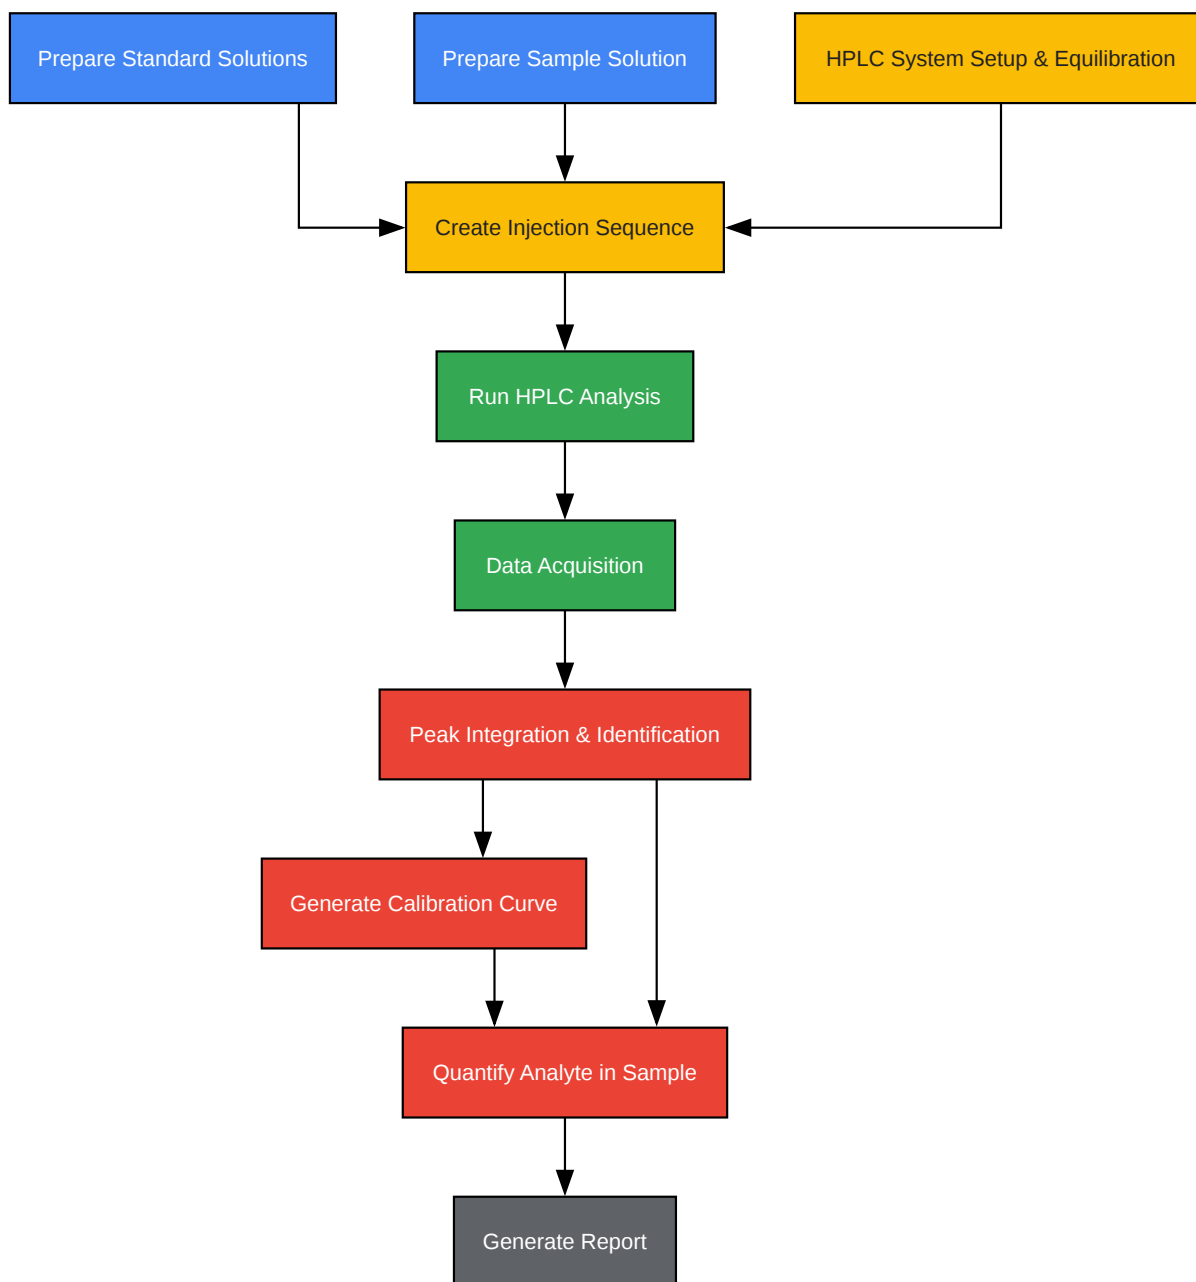 Prepare Standard Solutions
Prepare Sample Solution
HPLC System Setup & Equilibration
Create Injection Sequence
Run HPLC Analysis
Data Acquisition
Peak Integration & Identification
Generate Calibration Curve
Quantify Analyte in Sample
Generate Report